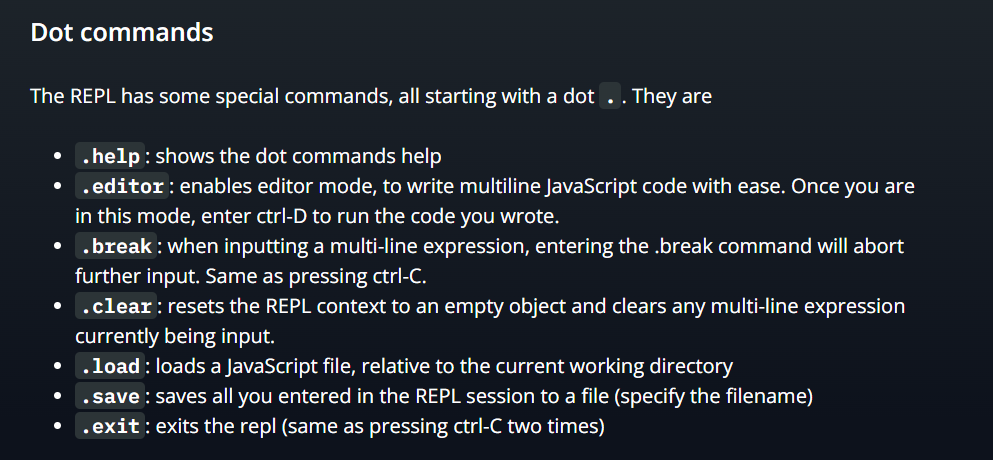 Dot commands
The REPL has some special commands, all starting with a dot . . They are
• .help : shows the dot commands help
• .editor : enables editor mode, to write multiline JavaScript code with ease. Once you are
in this mode, enter ctrl-D to run the code you wrote.
• .break : when inputting a multi-line expression, entering the .break command will abort
further input. Same as pressing ctrl-C.
• .clear : resets the REPL context to an empty object and clears any multi-line expression
currently being input.
• .load : loads a JavaScript file, relative to the current working directory
• .save : saves all you entered in the REPL session to a file (specify the filename)
• .exit : exits the repl (same as pressing ctrl-C two times)